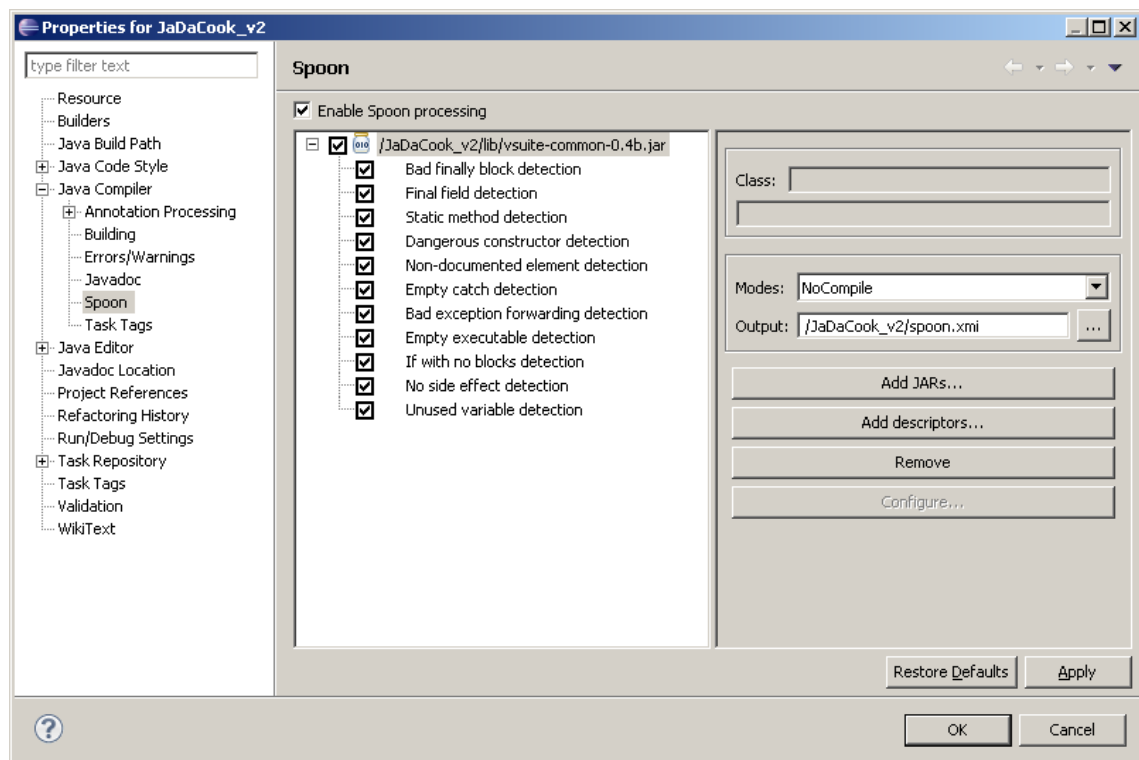 Properties for JaDaCook_v2
type filter text
Resource
Builders
Java Build Path
Java Code Style
Java Compiler
Annotation Processing
Building
Errors/Warnings
Javadoc
Spoon
Task Tags
Java Editor
Javadoc Location
Project References
Refactoring History
Run/Debug Settings
Task Repository
Task Tags
Validation
WikiText
Spoon
Enable Spoon processing
010 /JaDaCook_v2/lib/vsuite-common-0.4b.jar
Bad finally block detection
Final field detection
Static method detection
Dangerous constructor detection
Non-documented element detection
Empty catch detection
Bad exception forwarding detection
Empty executable detection
If with no blocks detection
No side effect detection
Unused variable detection
Class:
Modes: NoCompile
Output: /JaDaCook_v2/spoon.xmi ...
Add JARs...
Add descriptors...
Remove
Configure...
Restore Defaults Apply
? OK Cancel